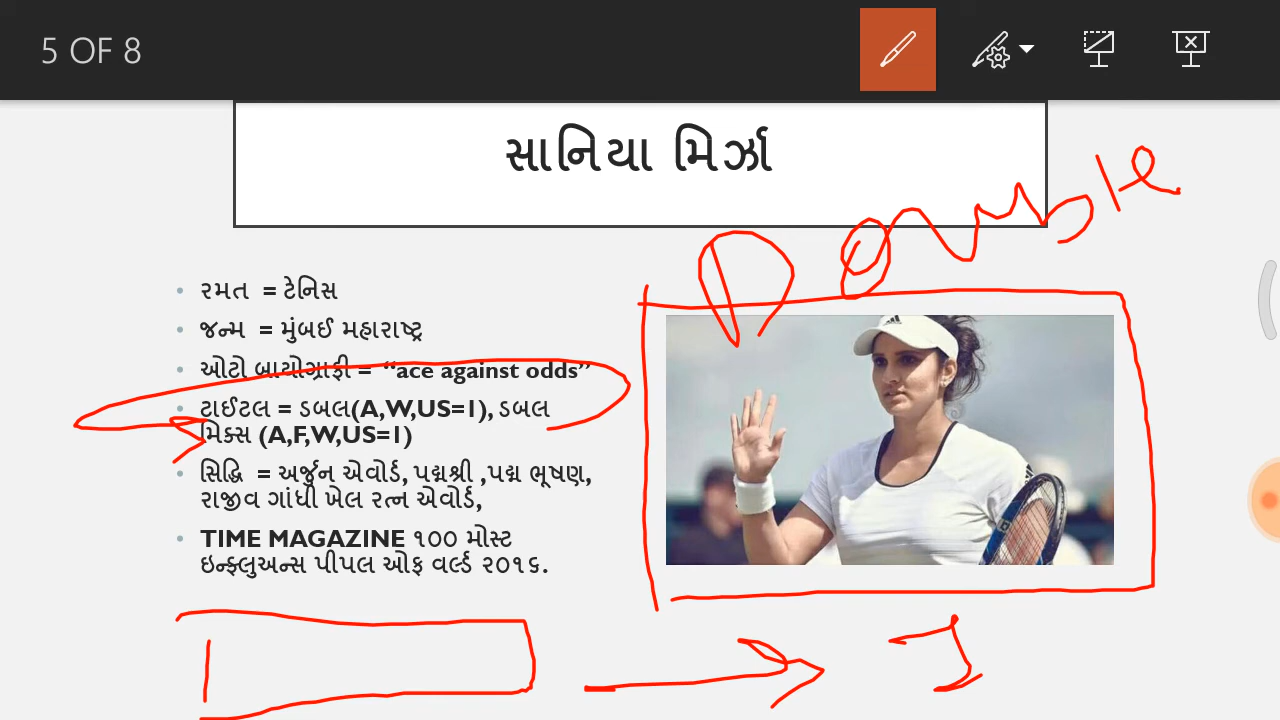 5 OF 8
સાનિયા મિર્ઝા
Double
રમત = ટેનિસ
જન્મ = મુંબઈ મહારાષ્ટ્ર
ઓટો બાયોગ્રાફી = “ace against odds”
ટાઈટલ = ડબલ(A,W,US=1), ડબલ
મિક્સ (A,F,W,US=1)
સિદ્ધિ = અર્જુન એવોર્ડ, પદ્મશ્રી ,પદ્મ ભૂષણ,
રાજીવ ગાંધી ખેલ રત્ન એવોર્ડ,
TIME MAGAZINE ૧૦૦ મોસ્ટ
ઇન્ફ્લુઅન્સ પીપલ ઓફ વર્લ્ડ ૨૦૧૬.